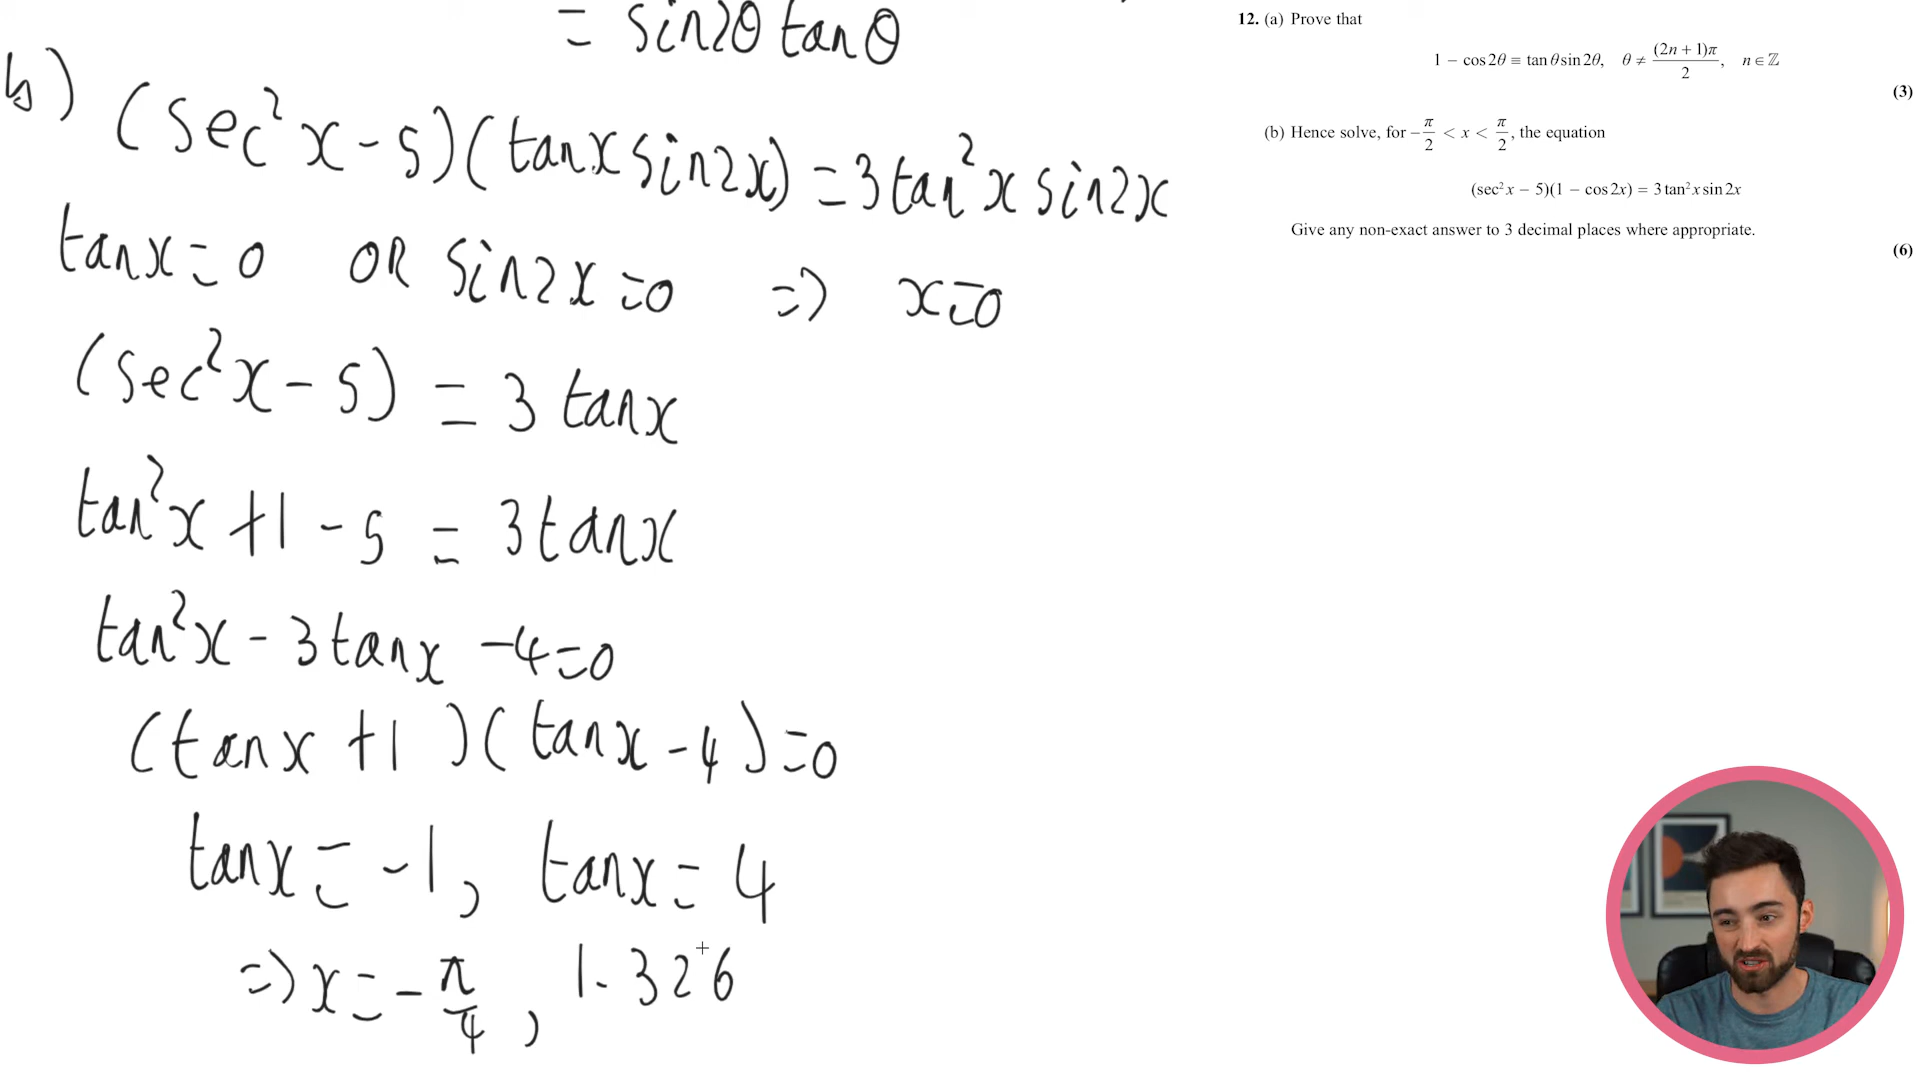 = sin2θ tanθ
b) (sec²x - 5)(tanx sin2x) = 3tan²x sin2x
tanx = 0 OR sin2x = 0 => x = 0
(sec²x - 5) = 3 tanx
tan²x + 1 - 5 = 3tanx
tan²x - 3tanx - 4 = 0
(tanx + 1)(tanx - 4) = 0
tanx = -1, tanx = 4
=> x = -π/4, 1.326
12. (a) Prove that
1 − cos2θ ≡ tanθ sin2θ, θ ≠ (2n + 1)π/2, n ∈ ℤ
(3)
(b) Hence solve, for −π/2 < x < π/2, the equation
(sec²x − 5)(1 − cos2x) = 3tan²x sin2x
Give any non-exact answer to 3 decimal places where appropriate.
(6)